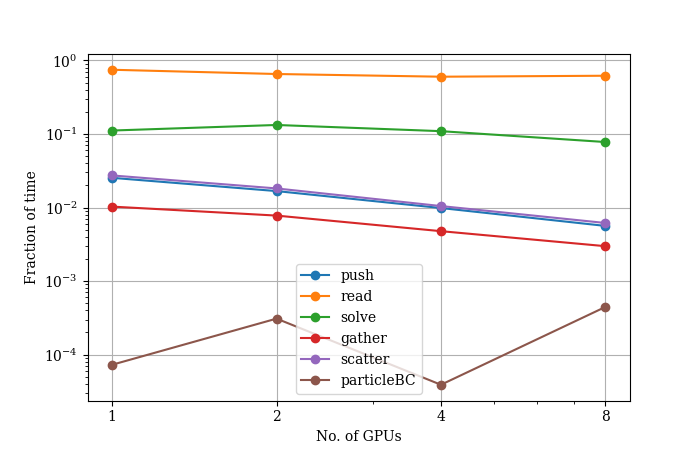 10⁰
10⁻¹
10⁻²
10⁻³
10⁻⁴
Fraction of time
push
read
solve
gather
scatter
particleBC
1 2 4 8
No. of GPUs